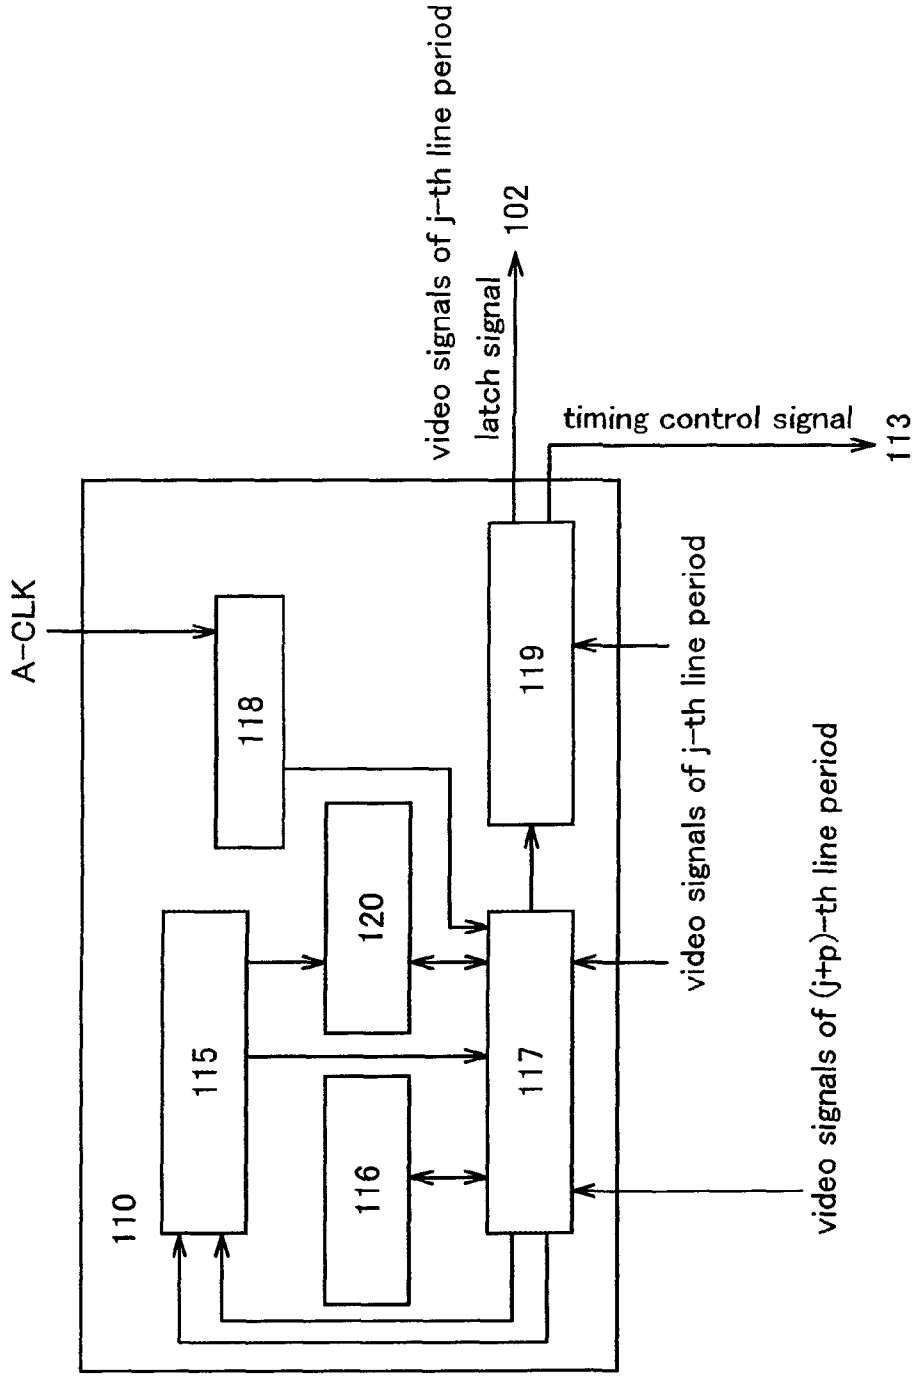 110
A-CLK
115
118
116
120
117
119
video signals of j-th line period
latch signal
102
timing control signal
113
video signals of j-th line period
video signals of (j+p)-th line period